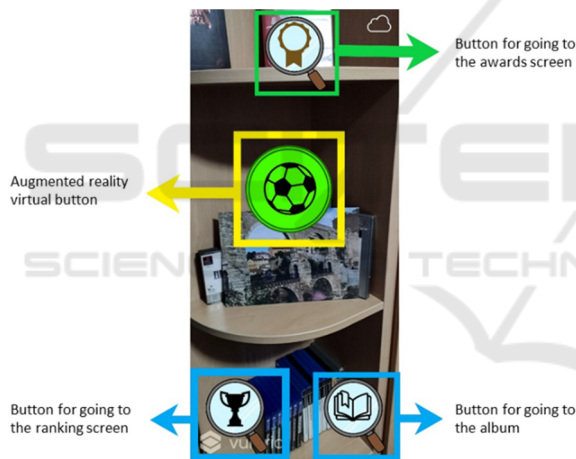 Button for going to
the awards screen
Augmented reality
virtual button
Button for going to
the ranking screen
Button for going to
the album